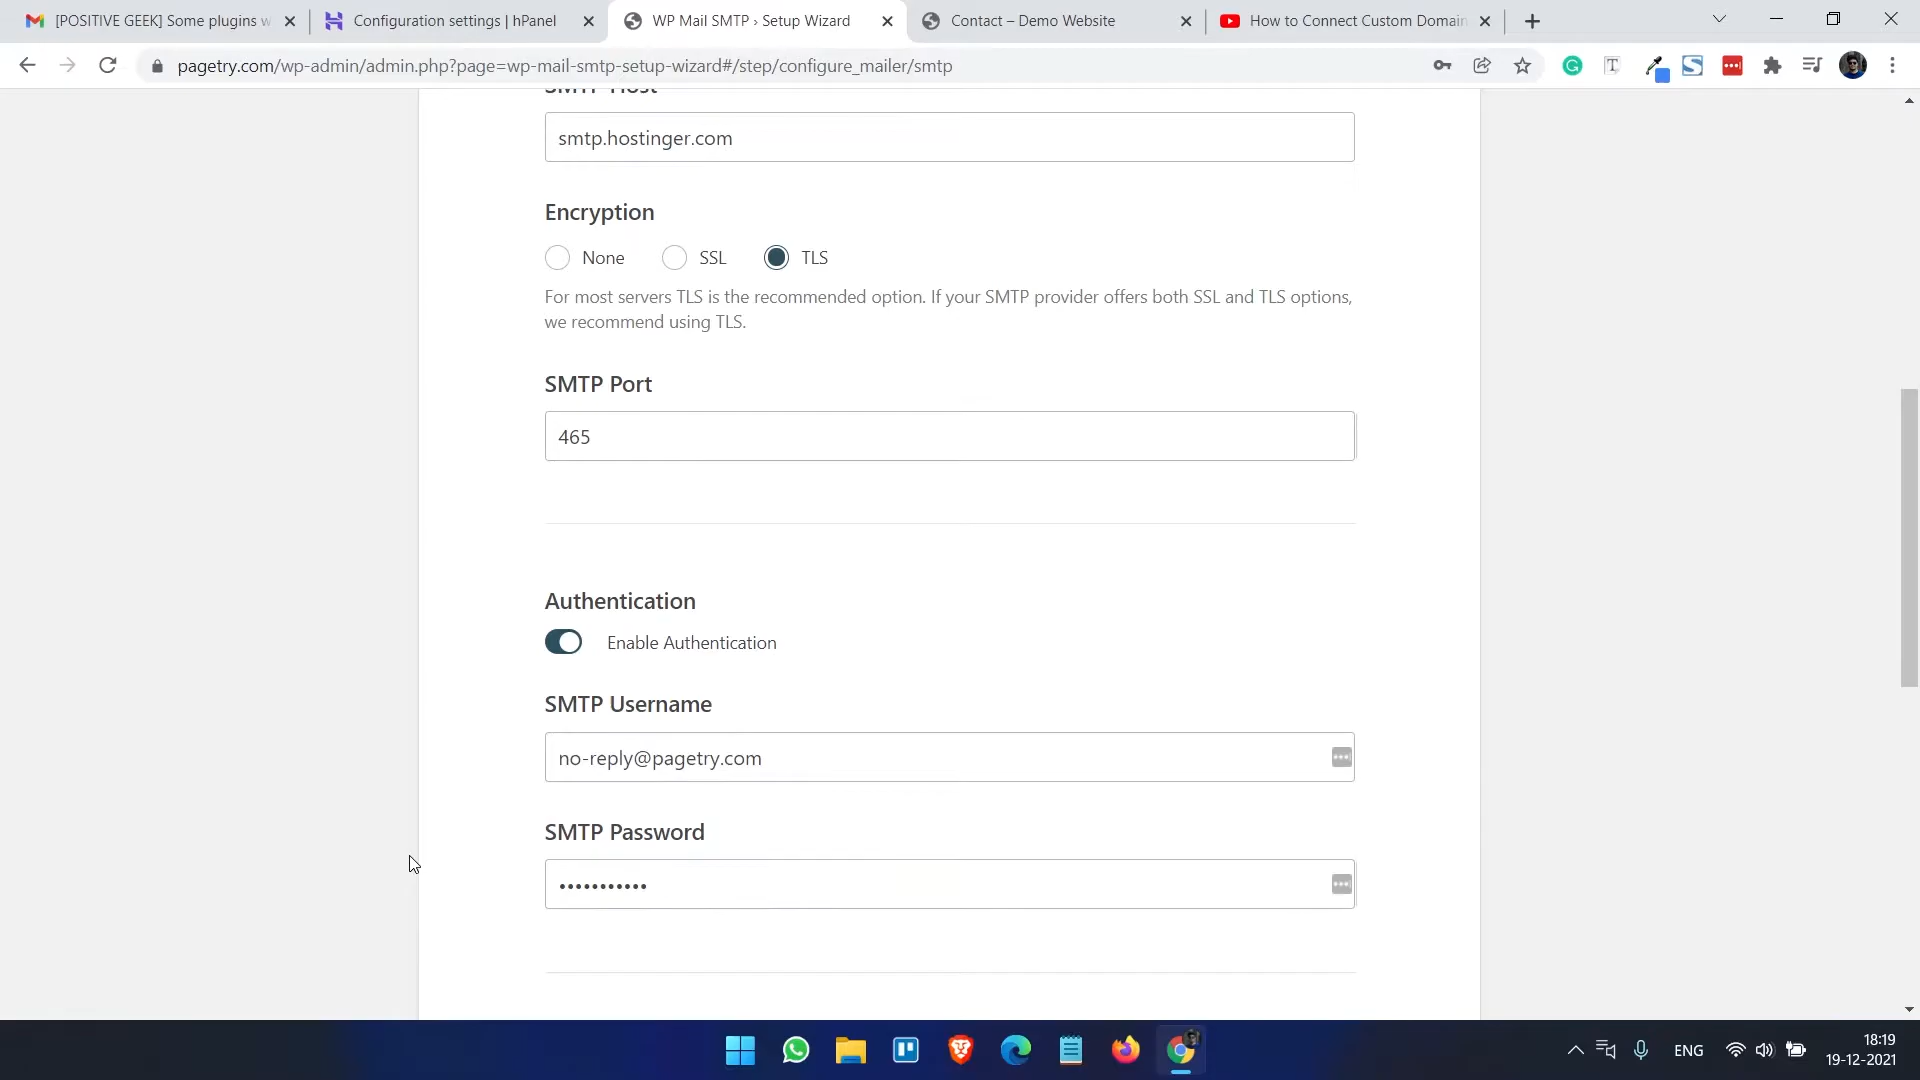 [POSITIVE GEEK] Some plugins w
Configuration settings | hPanel
WP Mail SMTP › Setup Wizard
Contact – Demo Website
How to Connect Custom Domain
pagetry.com/wp-admin/admin.php?page=wp-mail-smtp-setup-wizard#/step/configure_mailer/smtp
SMTP Host
smtp.hostinger.com
Encryption
None
SSL
TLS
For most servers TLS is the recommended option. If your SMTP provider offers both SSL and TLS options,
we recommend using TLS.
SMTP Port
465
Authentication
Enable Authentication
SMTP Username
no-reply@pagetry.com
SMTP Password
•••••••••••
ENG
18:19
19-12-2021